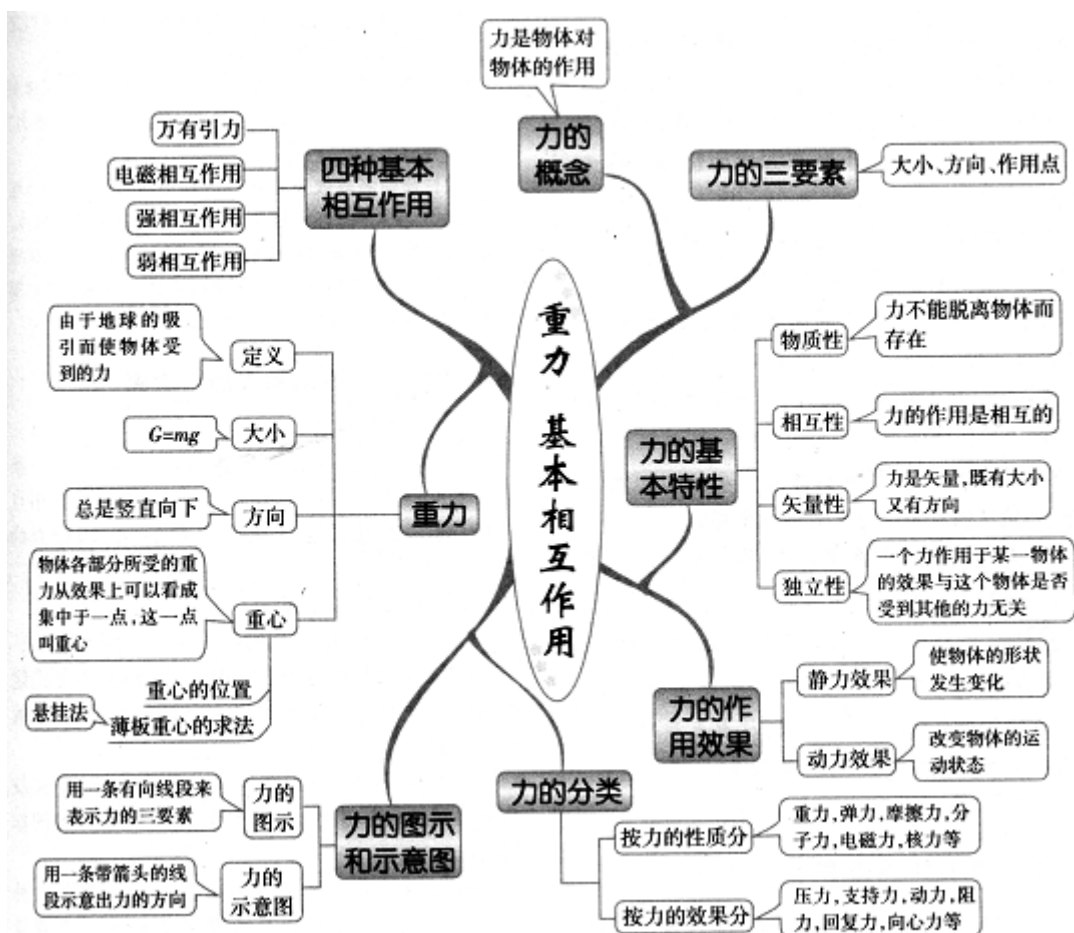 重力 基本相互作用
力是物体对
物体的作用
力的
概念
力的三要素
大小、方向、作用点
四种基本
相互作用
万有引力
电磁相互作用
强相互作用
弱相互作用
力的基
本特性
物质性
力不能脱离物体而
存在
相互性
力的作用是相互的
矢量性
力是矢量,既有大小
又有方向
独立性
一个力作用于某一物体
的效果与这个物体是否
受到其他的力无关
重力
由于地球的吸
引而使物体受
到的力
定义
G=mg
大小
总是竖直向下
方向
物体各部分所受的重
力从效果上可以看成
集中于一点,这一点
叫重心
重心
重心的位置
悬挂法
薄板重心的求法
力的作
用效果
静力效果
使物体的形状
发生变化
动力效果
改变物体的运
动状态
力的分类
按力的性质分
重力,弹力,摩擦力,分
子力,电磁力,核力等
按力的效果分
压力,支持力,动力,阻
力,回复力,向心力等
力的图示
和示意图
用一条有向线段来
表示力的三要素
力的
图示
用一条带箭头的线
段示意出力的方向
力的
示意图